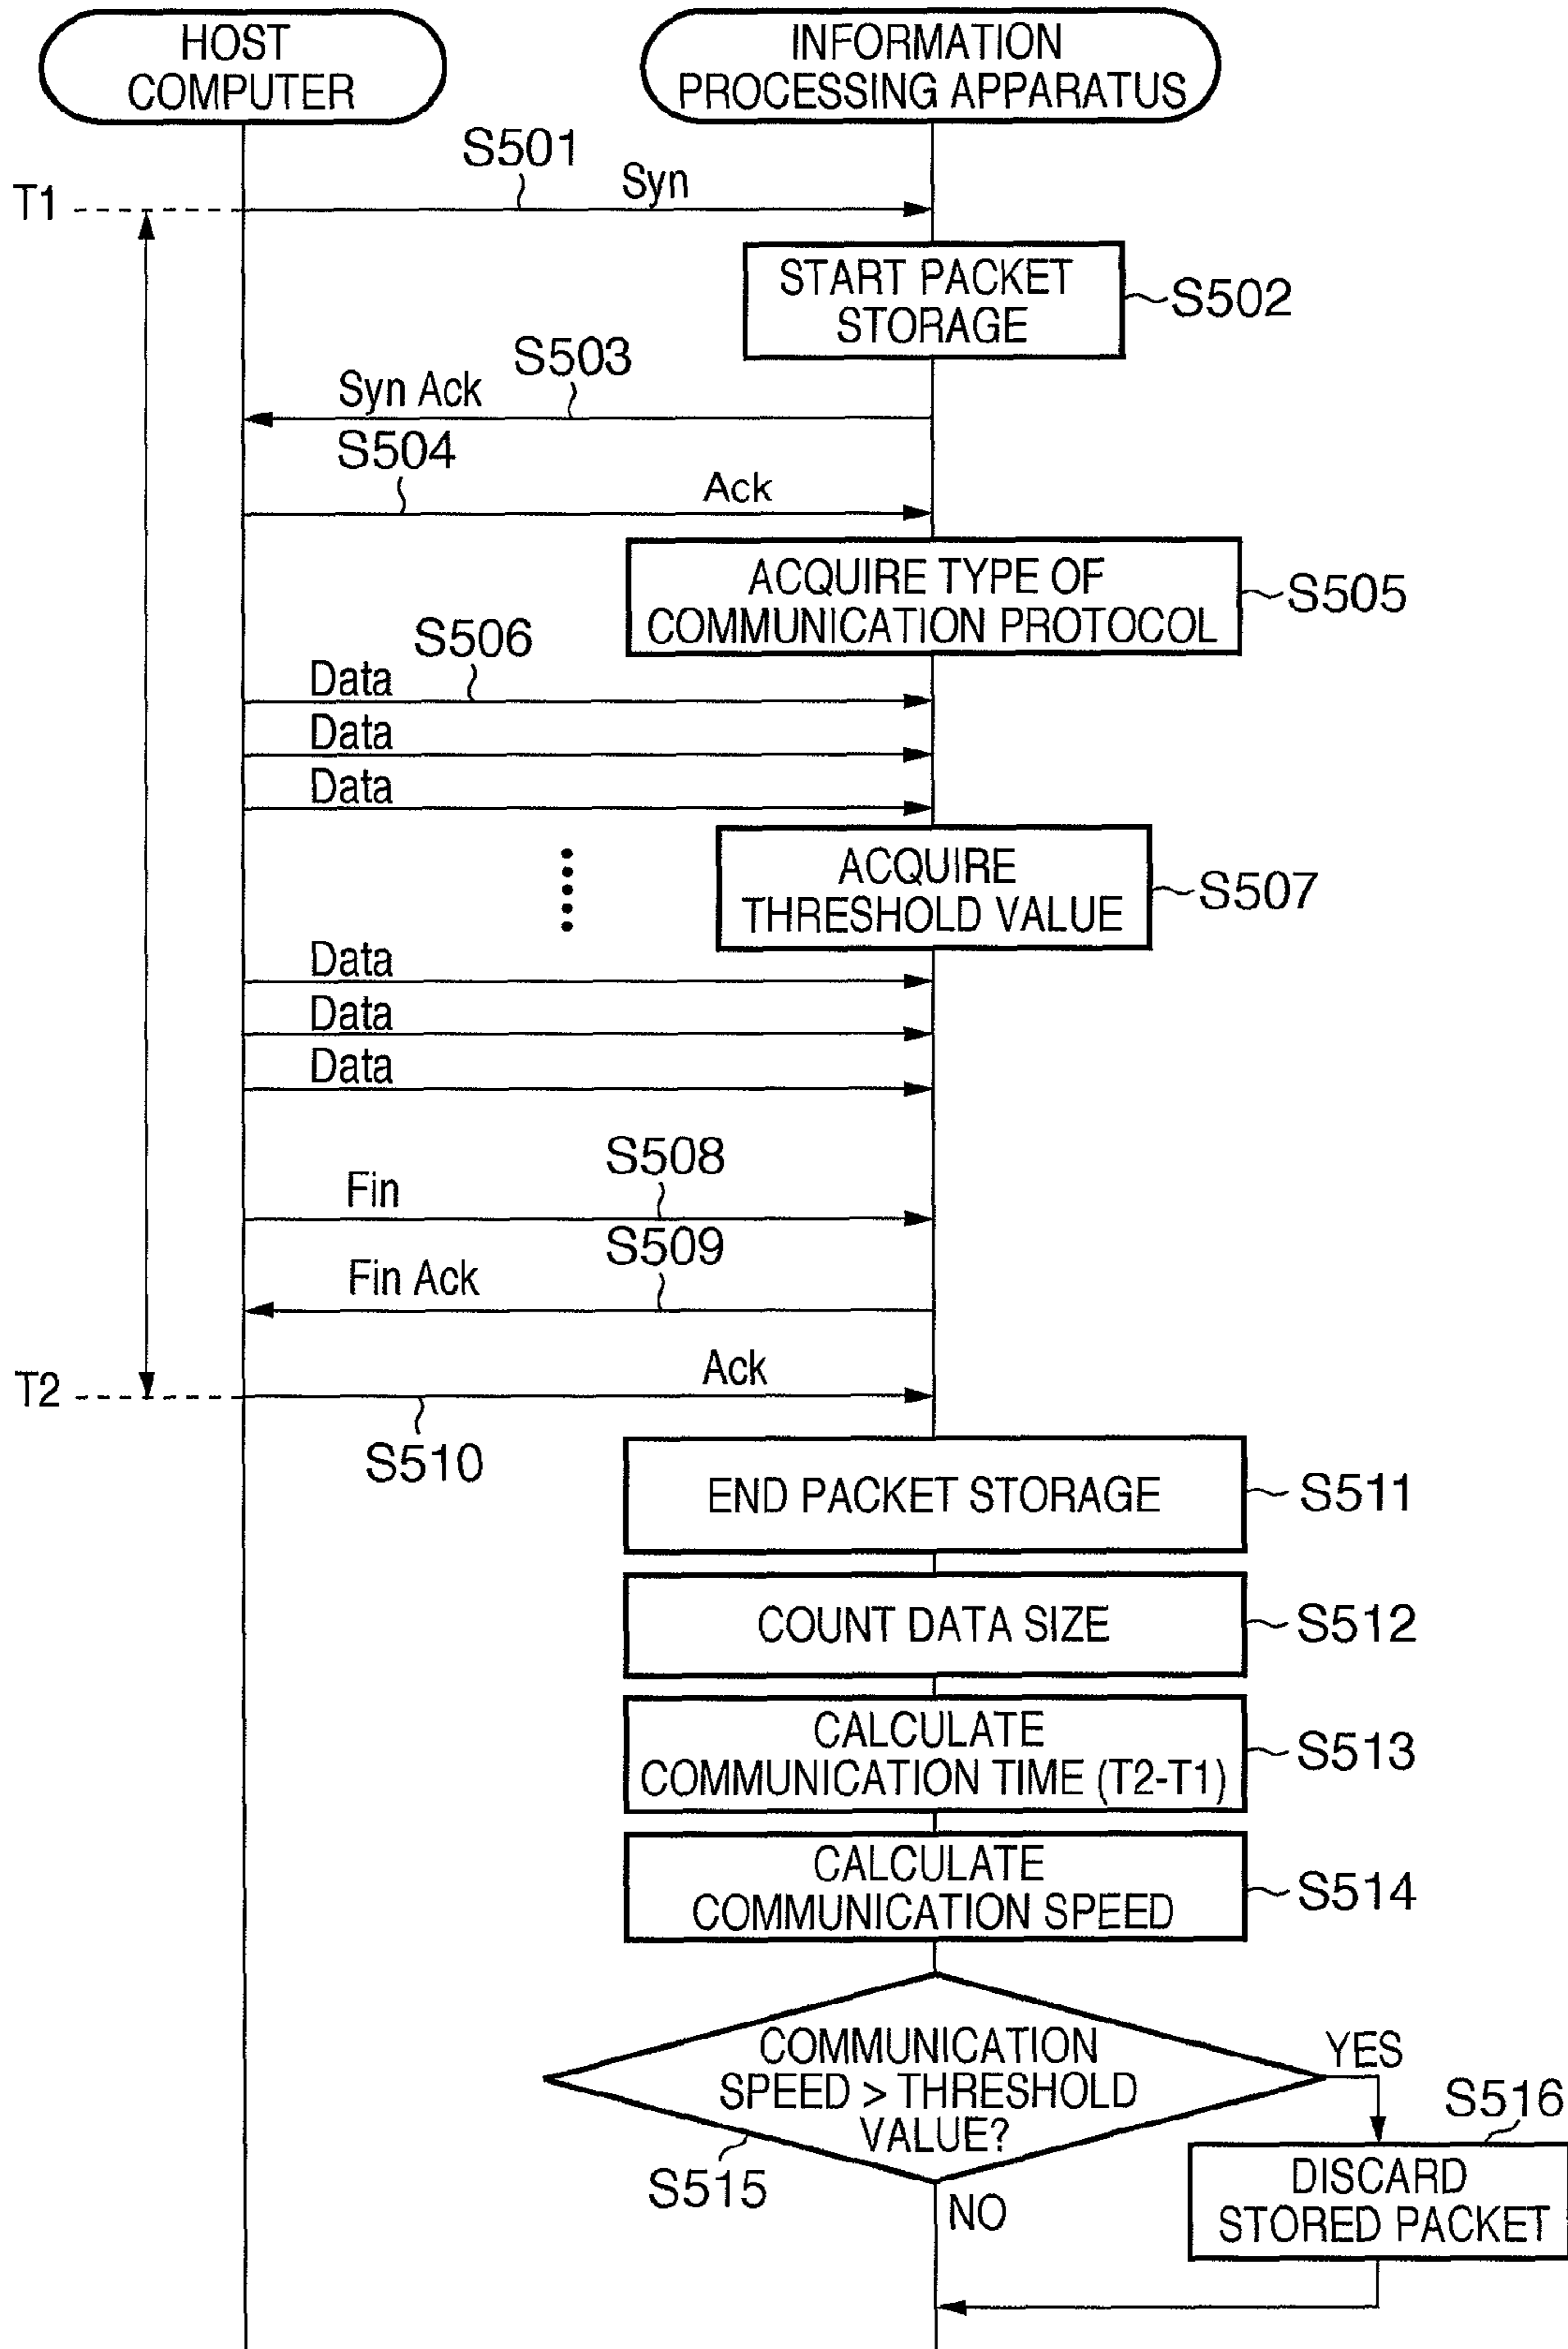 HOST
COMPUTER
INFORMATION
PROCESSING APPARATUS
S501
Syn
T1
START PACKET
STORAGE
S502
S503
Syn Ack
S504
Ack
ACQUIRE TYPE OF
COMMUNICATION PROTOCOL
S505
S506
Data
Data
Data
ACQUIRE
THRESHOLD VALUE
S507
Data
Data
Data
S508
Fin
S509
Fin Ack
Ack
T2
S510
END PACKET STORAGE
S511
COUNT DATA SIZE
S512
CALCULATE
COMMUNICATION TIME (T2-T1)
S513
CALCULATE
COMMUNICATION SPEED
S514
COMMUNICATION
SPEED > THRESHOLD
VALUE?
YES
S516
S515
DISCARD
STORED PACKET
NO